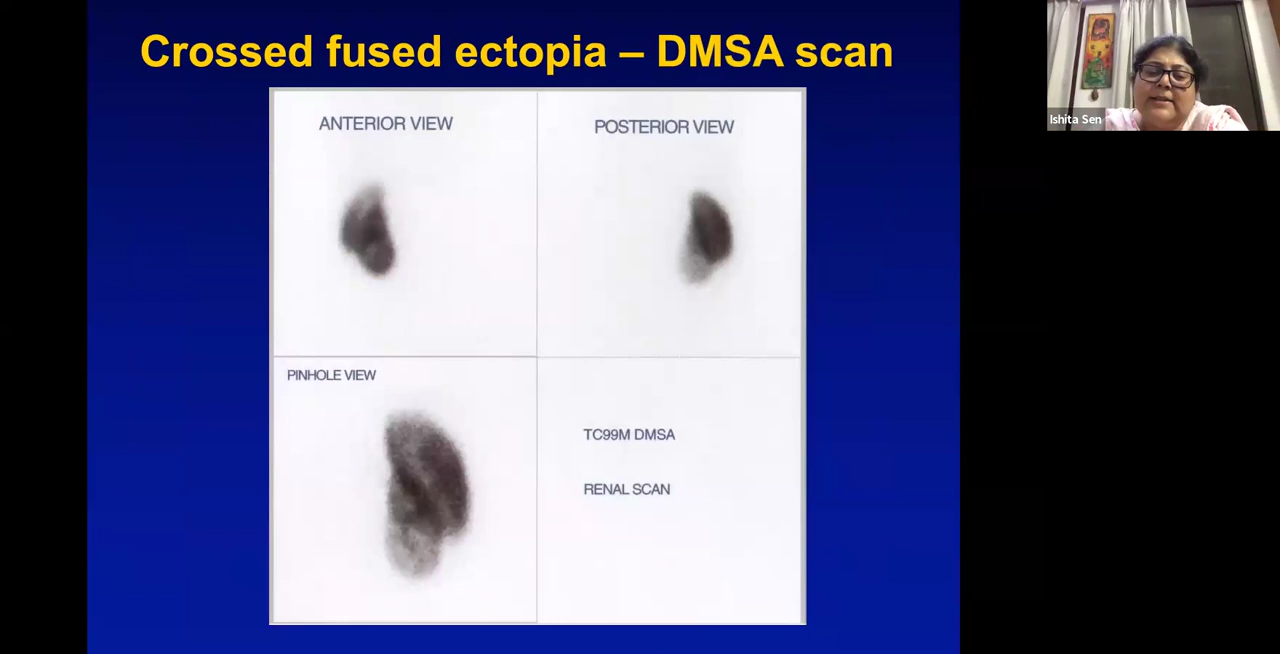 Crossed fused ectopia – DMSA scan
ANTERIOR VIEW
POSTERIOR VIEW
PINHOLE VIEW
TC99M DMSA
RENAL SCAN
Ishita Sen